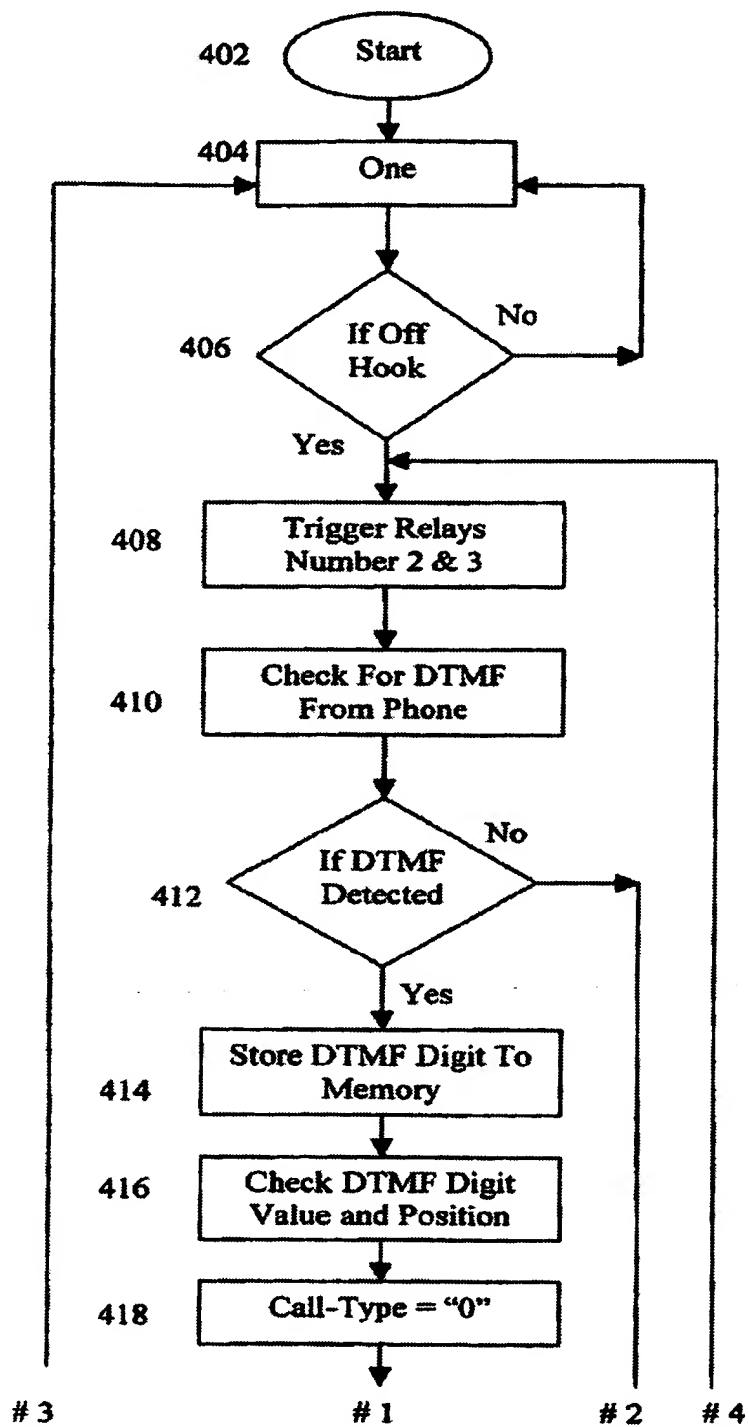 402
Start
404
One
406
If Off
Hook
No
Yes
408
Trigger Relays
Number 2 & 3
410
Check For DTMF
From Phone
412
If DTMF
Detected
No
Yes
414
Store DTMF Digit To
Memory
416
Check DTMF Digit
Value and Position
418
Call-Type = “0”
# 3
# 1
# 2
# 4